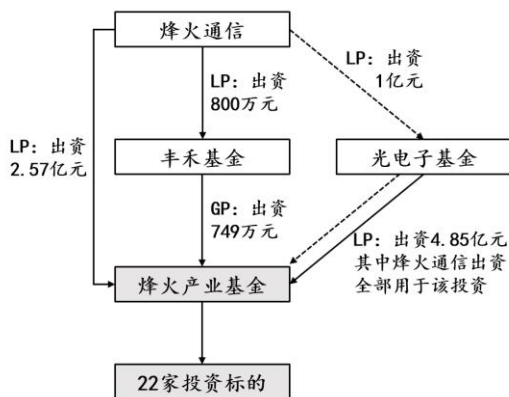 烽火通信
LP: 出资
800万元
LP: 出资
1亿元
LP: 出资
2.57亿元
丰禾基金
光电子基金
GP: 出资
749万元
LP: 出资4.85亿元
其中烽火通信出资
全部用于该投资
烽火产业基金
22家投资标的